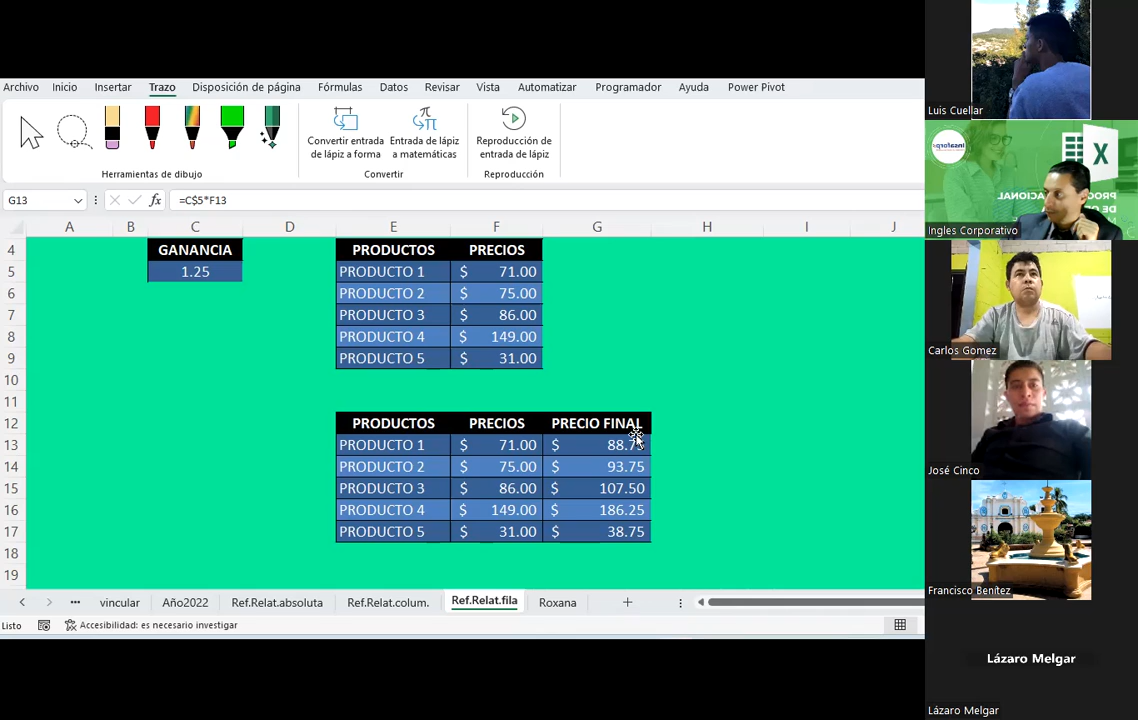 Archivo Inicio Insertar Trazo Disposición de página Fórmulas Datos Revisar Vista Automatizar Programador Ayuda Power Pivot
Convertir entrada de lápiz a forma
Entrada de lápiz a matemáticas
Reproducción de entrada de lápiz
Herramientas de dibujo Convertir Reproducción
G13 fx =C$5*F13
A B C D E F G H I J
4 GANANCIA PRODUCTOS PRECIOS
5 1.25 PRODUCTO 1 $ 71.00
6 PRODUCTO 2 $ 75.00
7 PRODUCTO 3 $ 86.00
8 PRODUCTO 4 $ 149.00
9 PRODUCTO 5 $ 31.00
10
11
12 PRODUCTOS PRECIOS PRECIO FINAL
13 PRODUCTO 1 $ 71.00 $ 88.75
14 PRODUCTO 2 $ 75.00 $ 93.75
15 PRODUCTO 3 $ 86.00 $ 107.50
16 PRODUCTO 4 $ 149.00 $ 186.25
17 PRODUCTO 5 $ 31.00 $ 38.75
18
19
... vincular Año2022 Ref.Relat.absoluta Ref.Relat.colum. Ref.Relat.fila Roxana
Listo Accesibilidad: es necesario investigar
Luis Cuellar
insaforp
X
Ingles Corporativo
Carlos Gomez
José Cinco
Francisco Benítez
Lázaro Melgar
Lázaro Melgar